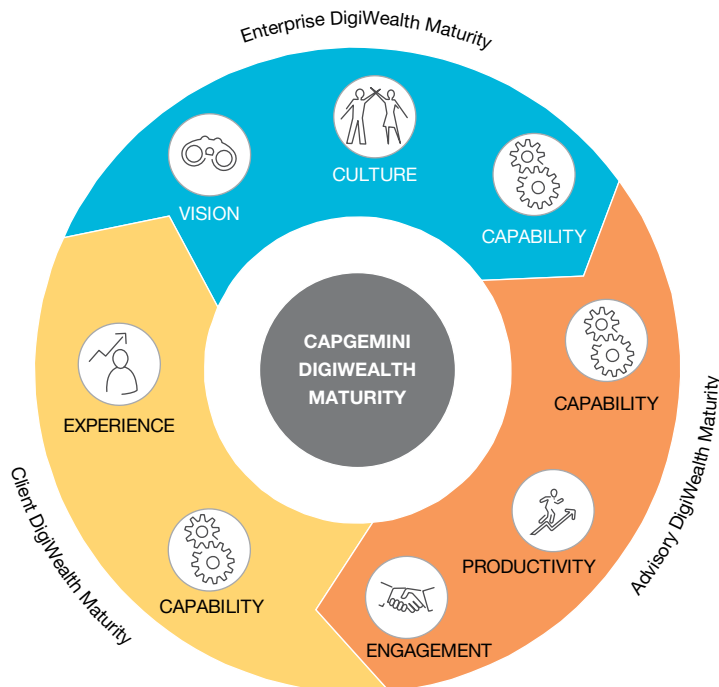 Enterprise DigiWealth Maturity
VISION
CULTURE
CAPABILITY
CAPGEMINI
DIGIWEALTH
MATURITY
CAPABILITY
PRODUCTIVITY
ENGAGEMENT
Advisory DigiWealth Maturity
EXPERIENCE
CAPABILITY
Client DigiWealth Maturity